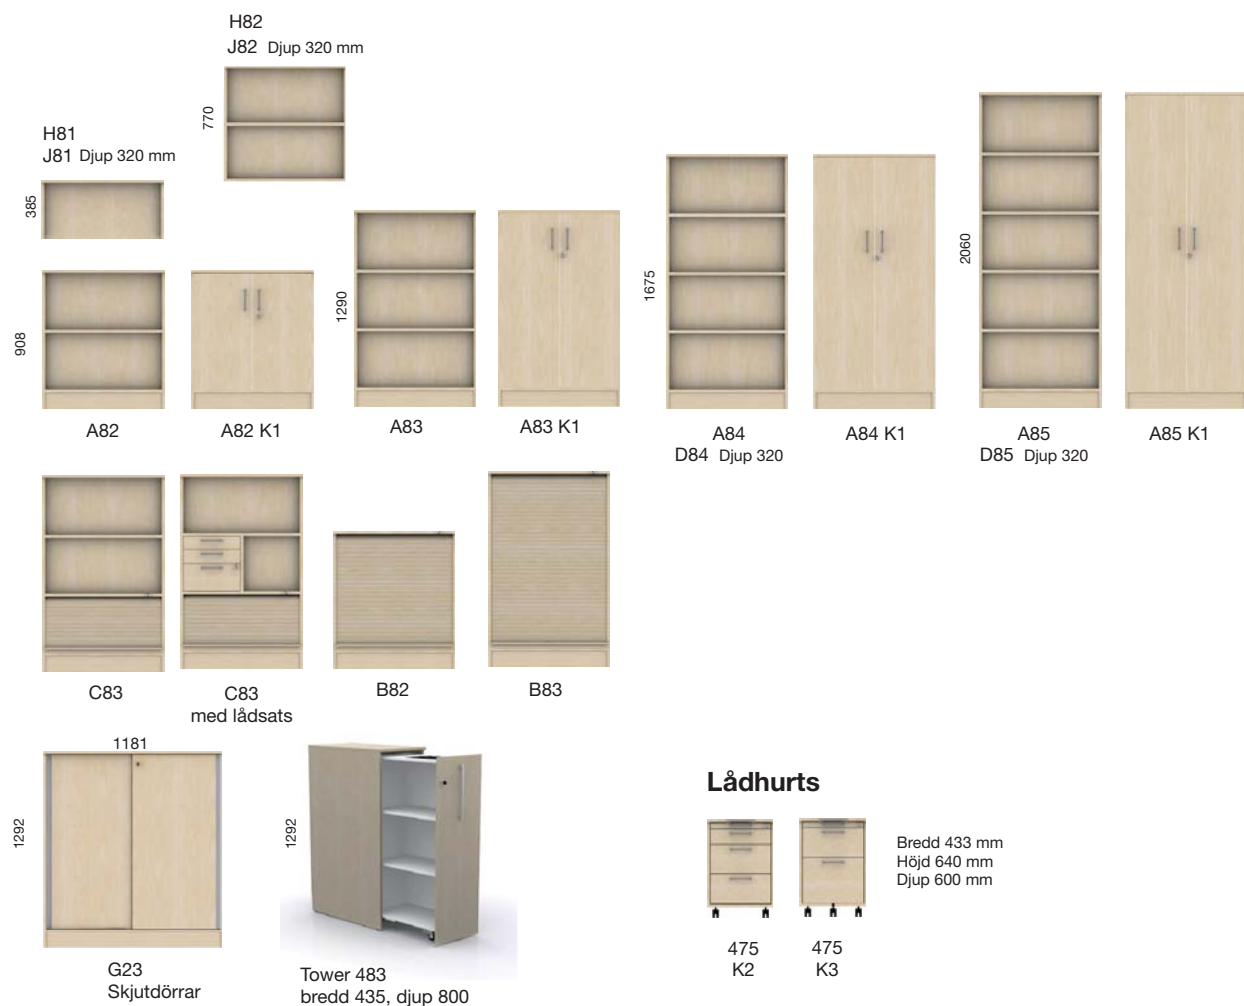 H82
J82 Djup 320 mm
770
H81
J81 Djup 320 mm
385
908
A82
A82 K1
1290
A83
A83 K1
1675
A84
D84 Djup 320
A84 K1
2060
A85
D85 Djup 320
A85 K1
C83
C83
med lådsats
B82
B83
1181
1292
G23
Skjutdörrar
1292
Tower 483
bredd 435, djup 800
Lådhurts
Bredd 433 mm
Höjd 640 mm
Djup 600 mm
475
K2
475
K3